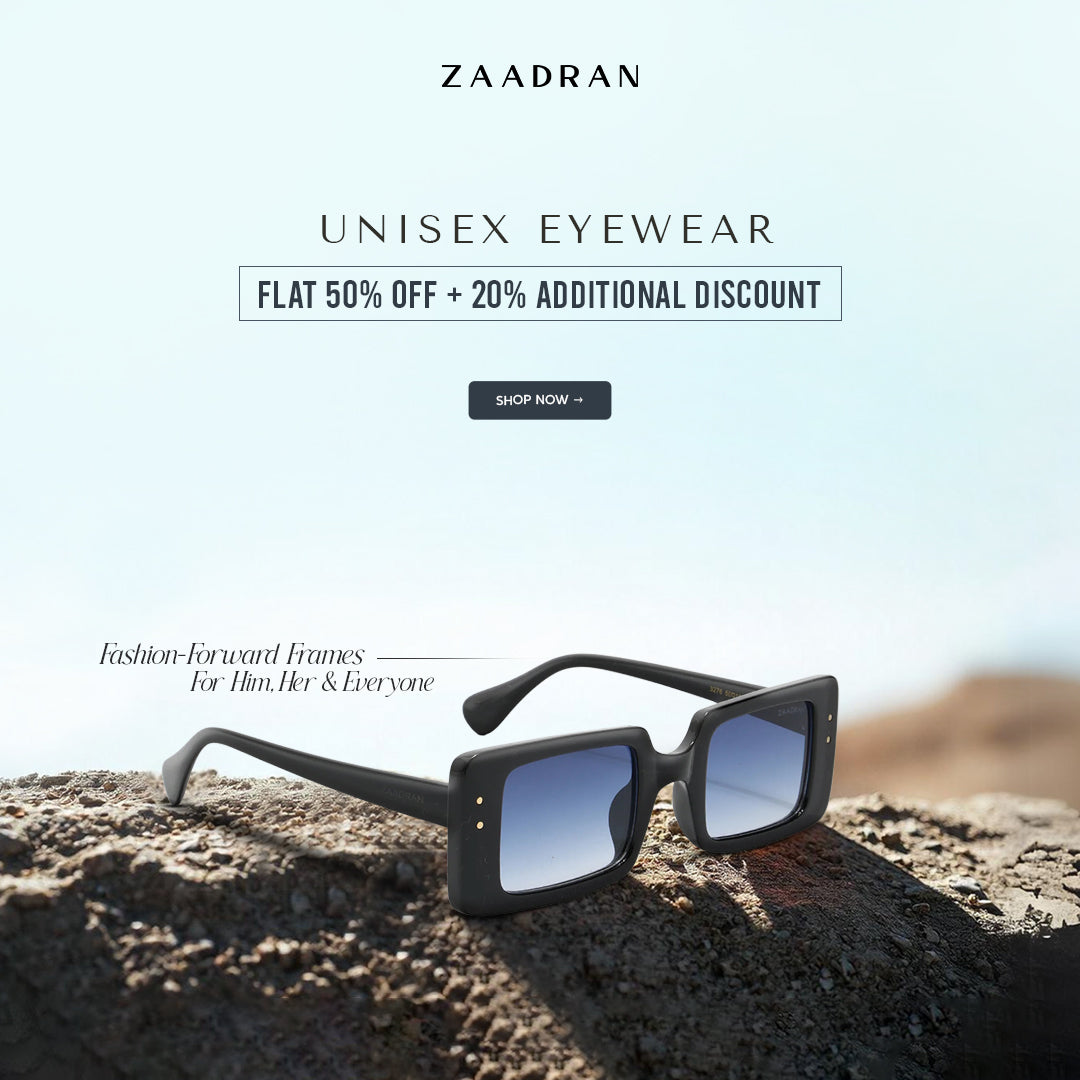 ZAADRAN
UNISEX EYEWEAR
FLAT 50% OFF + 20% ADDITIONAL DISCOUNT
SHOP NOW →
Fashion-Forward Frames
For Him, Her & Everyone
ZAADRAN
ZAADRAN